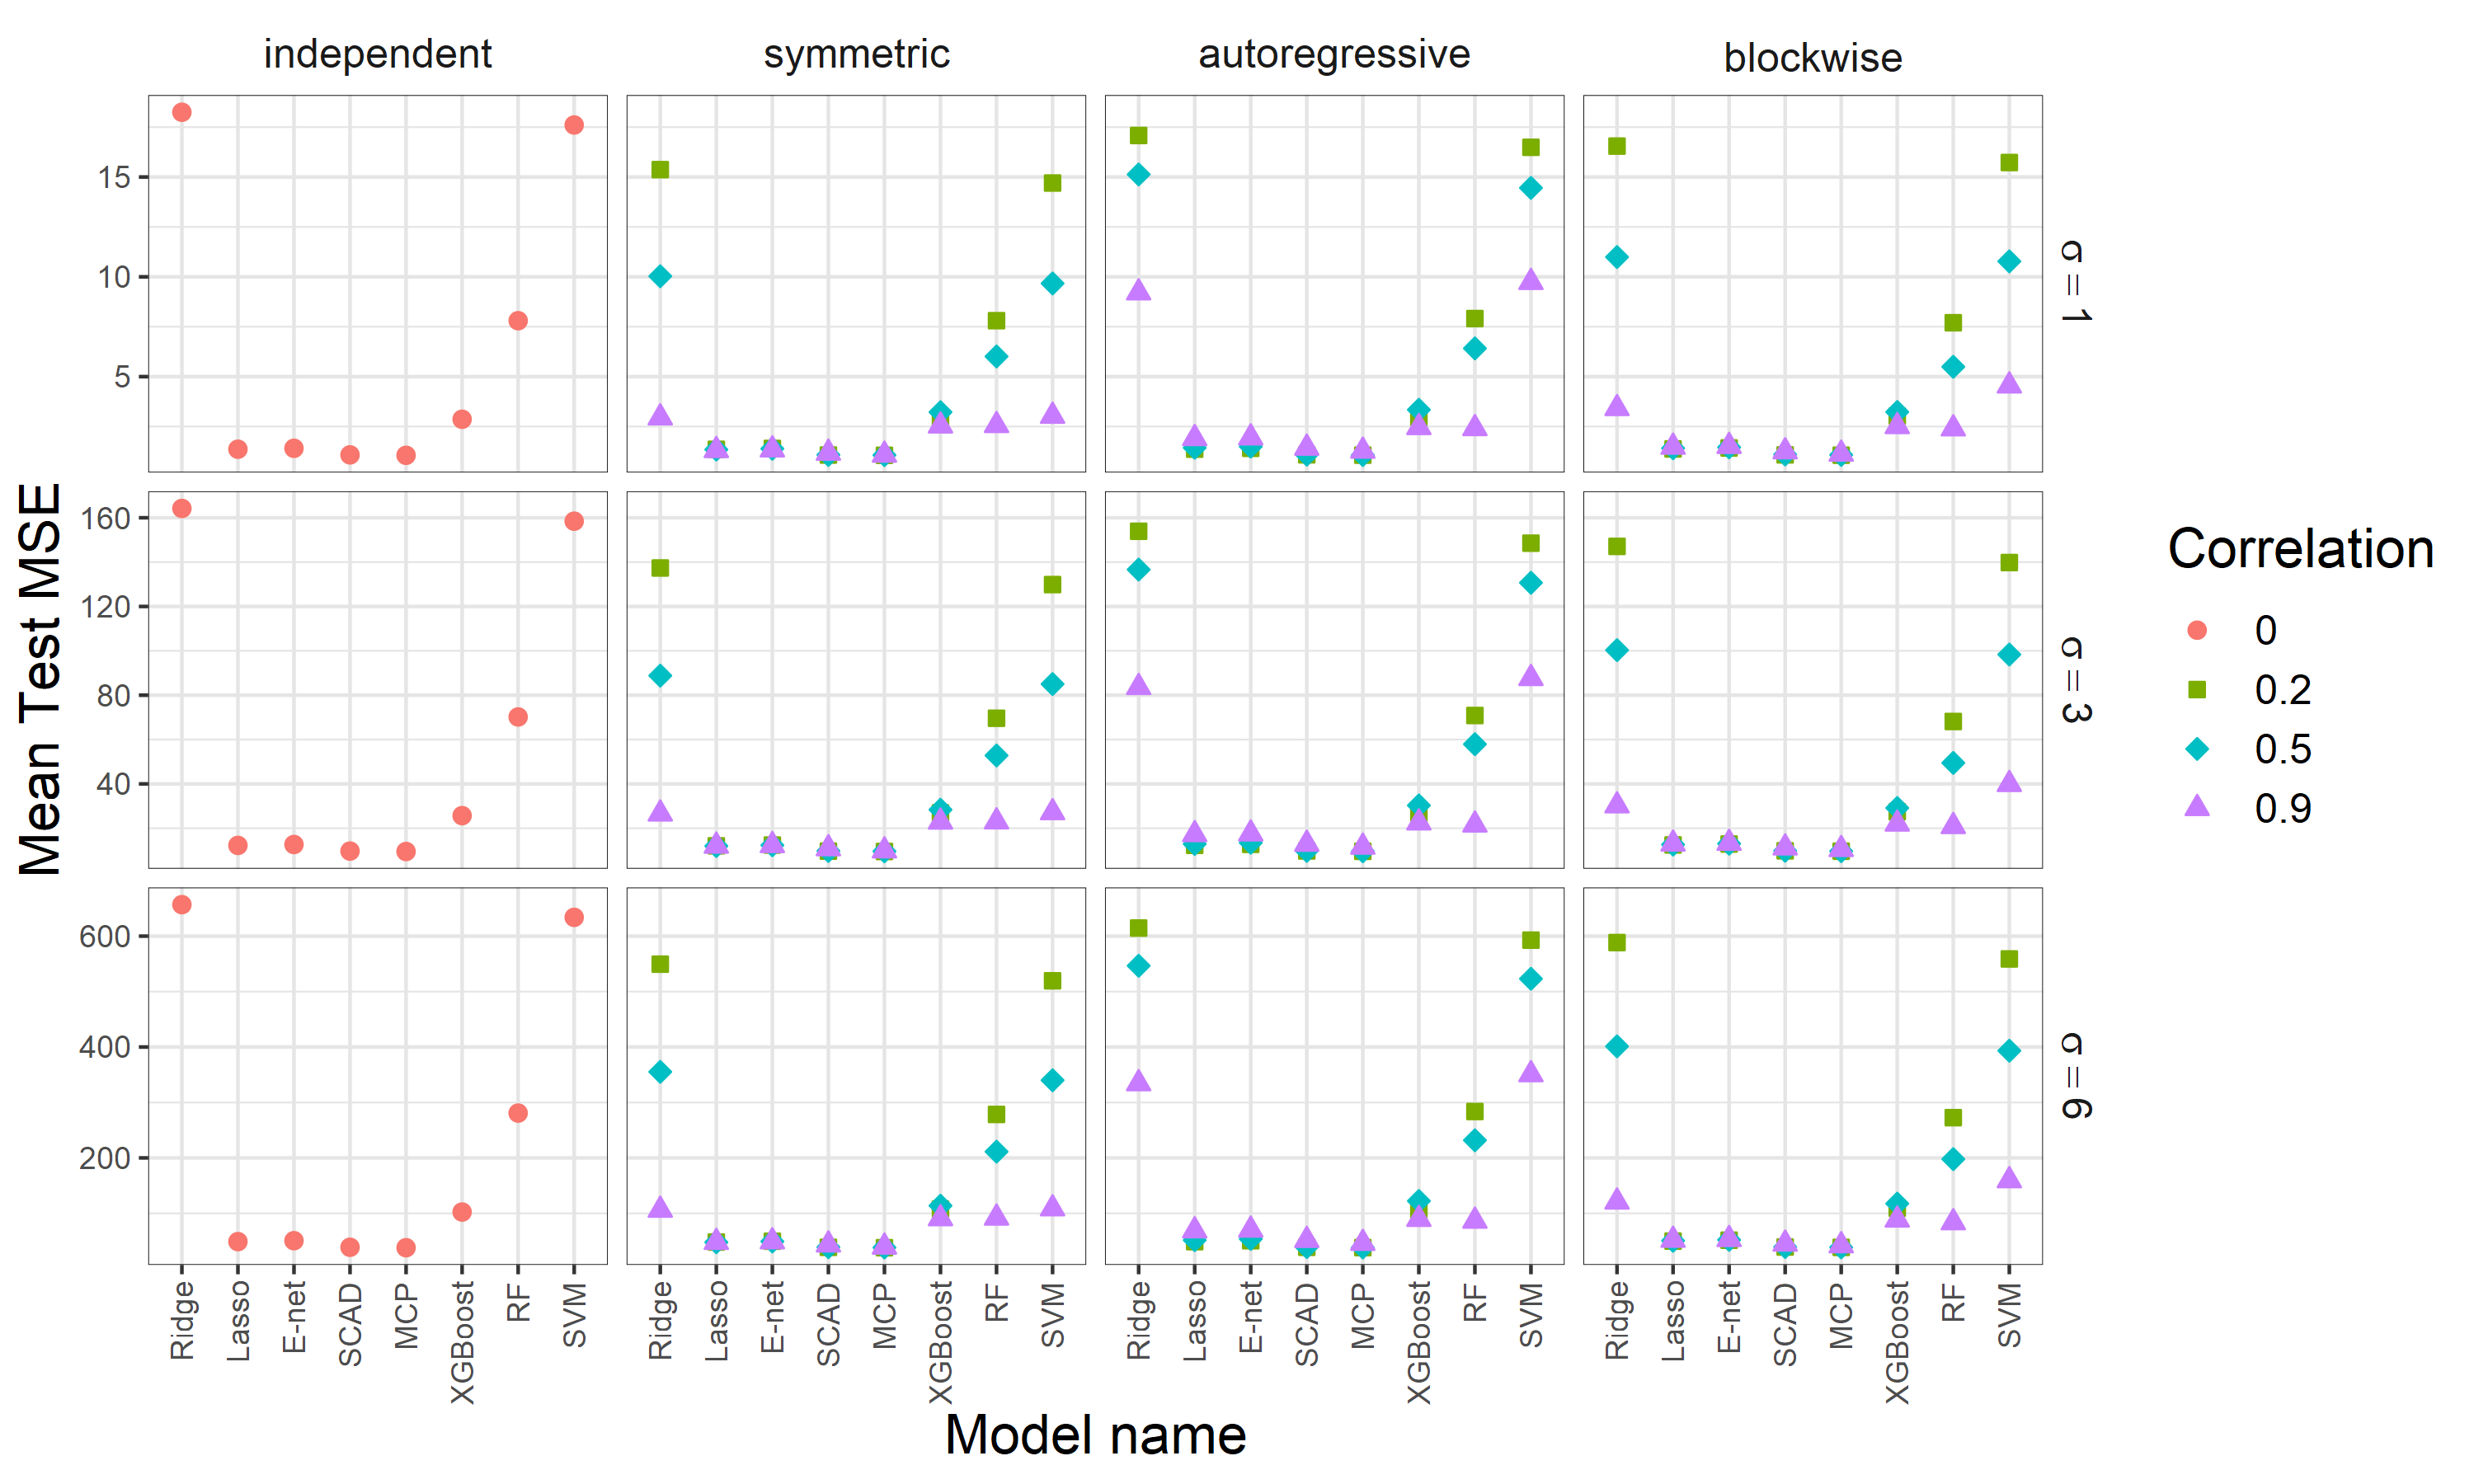 independent symmetric autoregressive blockwise
Mean Test MSE
15
10
5
σ = 1
160
120
80
40
σ = 3
600
400
200
σ = 6
Ridge Lasso E-net SCAD MCP XGBoost RF SVM Ridge Lasso E-net SCAD MCP XGBoost RF SVM Ridge Lasso E-net SCAD MCP XGBoost RF SVM Ridge Lasso E-net SCAD MCP XGBoost RF SVM
Model name
Correlation
0
0.2
0.5
0.9